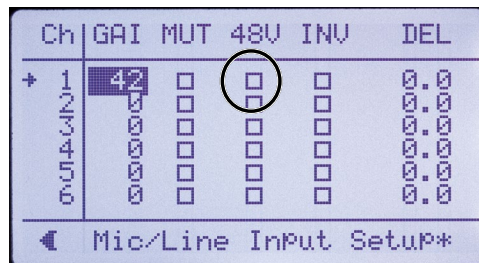 Ch GAI MUT 48V INV DEL
1 42 □ □ □ 0.0
2 0 □ □ □ 0.0
3 0 □ □ □ 0.0
4 0 □ □ □ 0.0
5 0 □ □ □ 0.0
6 0 □ □ □ 0.0
Mic/Line Input Setup*